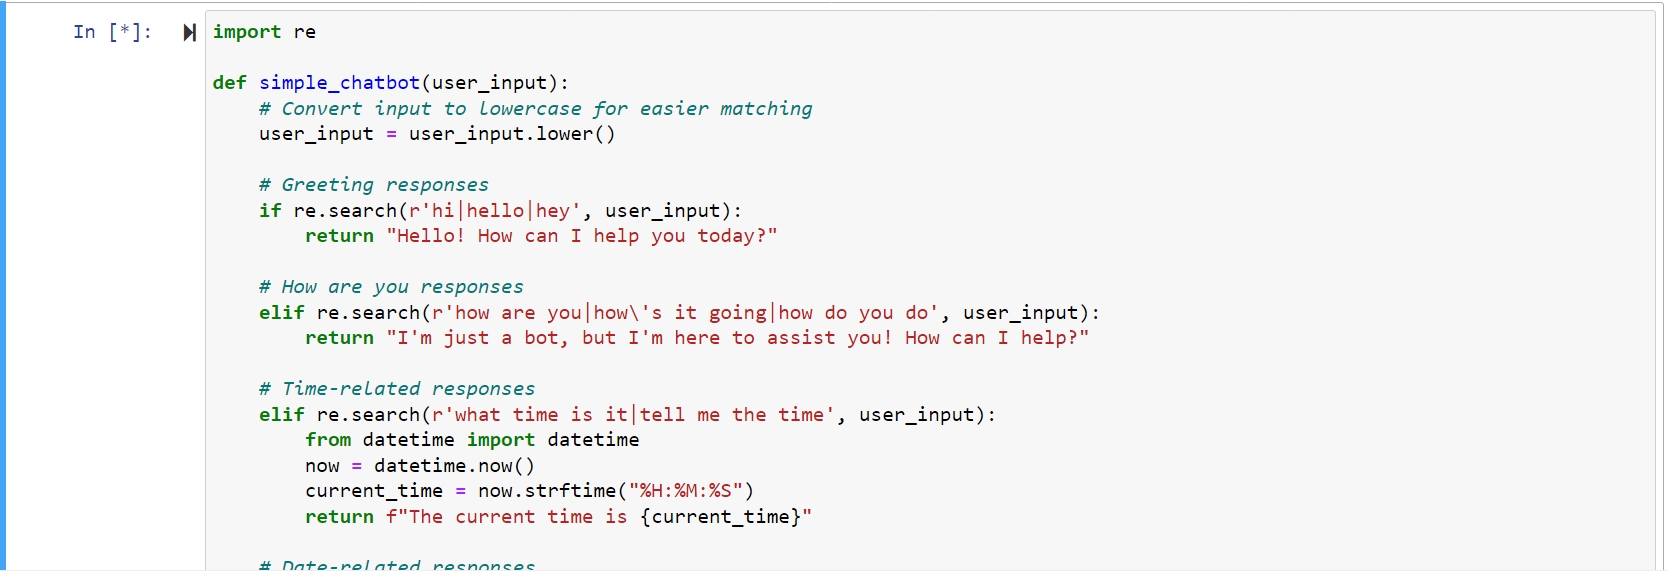 In [*]: import re
def simple_chatbot(user_input):
    # Convert input to lowercase for easier matching
    user_input = user_input.lower()
    # Greeting responses
    if re.search(r'hi|hello|hey', user_input):
        return "Hello! How can I help you today?"
    # How are you responses
    elif re.search(r'how are you|how\'s it going|how do you do', user_input):
        return "I'm just a bot, but I'm here to assist you! How can I help?"
    # Time-related responses
    elif re.search(r'what time is it|tell me the time', user_input):
        from datetime import datetime
        now = datetime.now()
        current_time = now.strftime("%H:%M:%S")
        return f"The current time is {current_time}"
    # Date-related responses